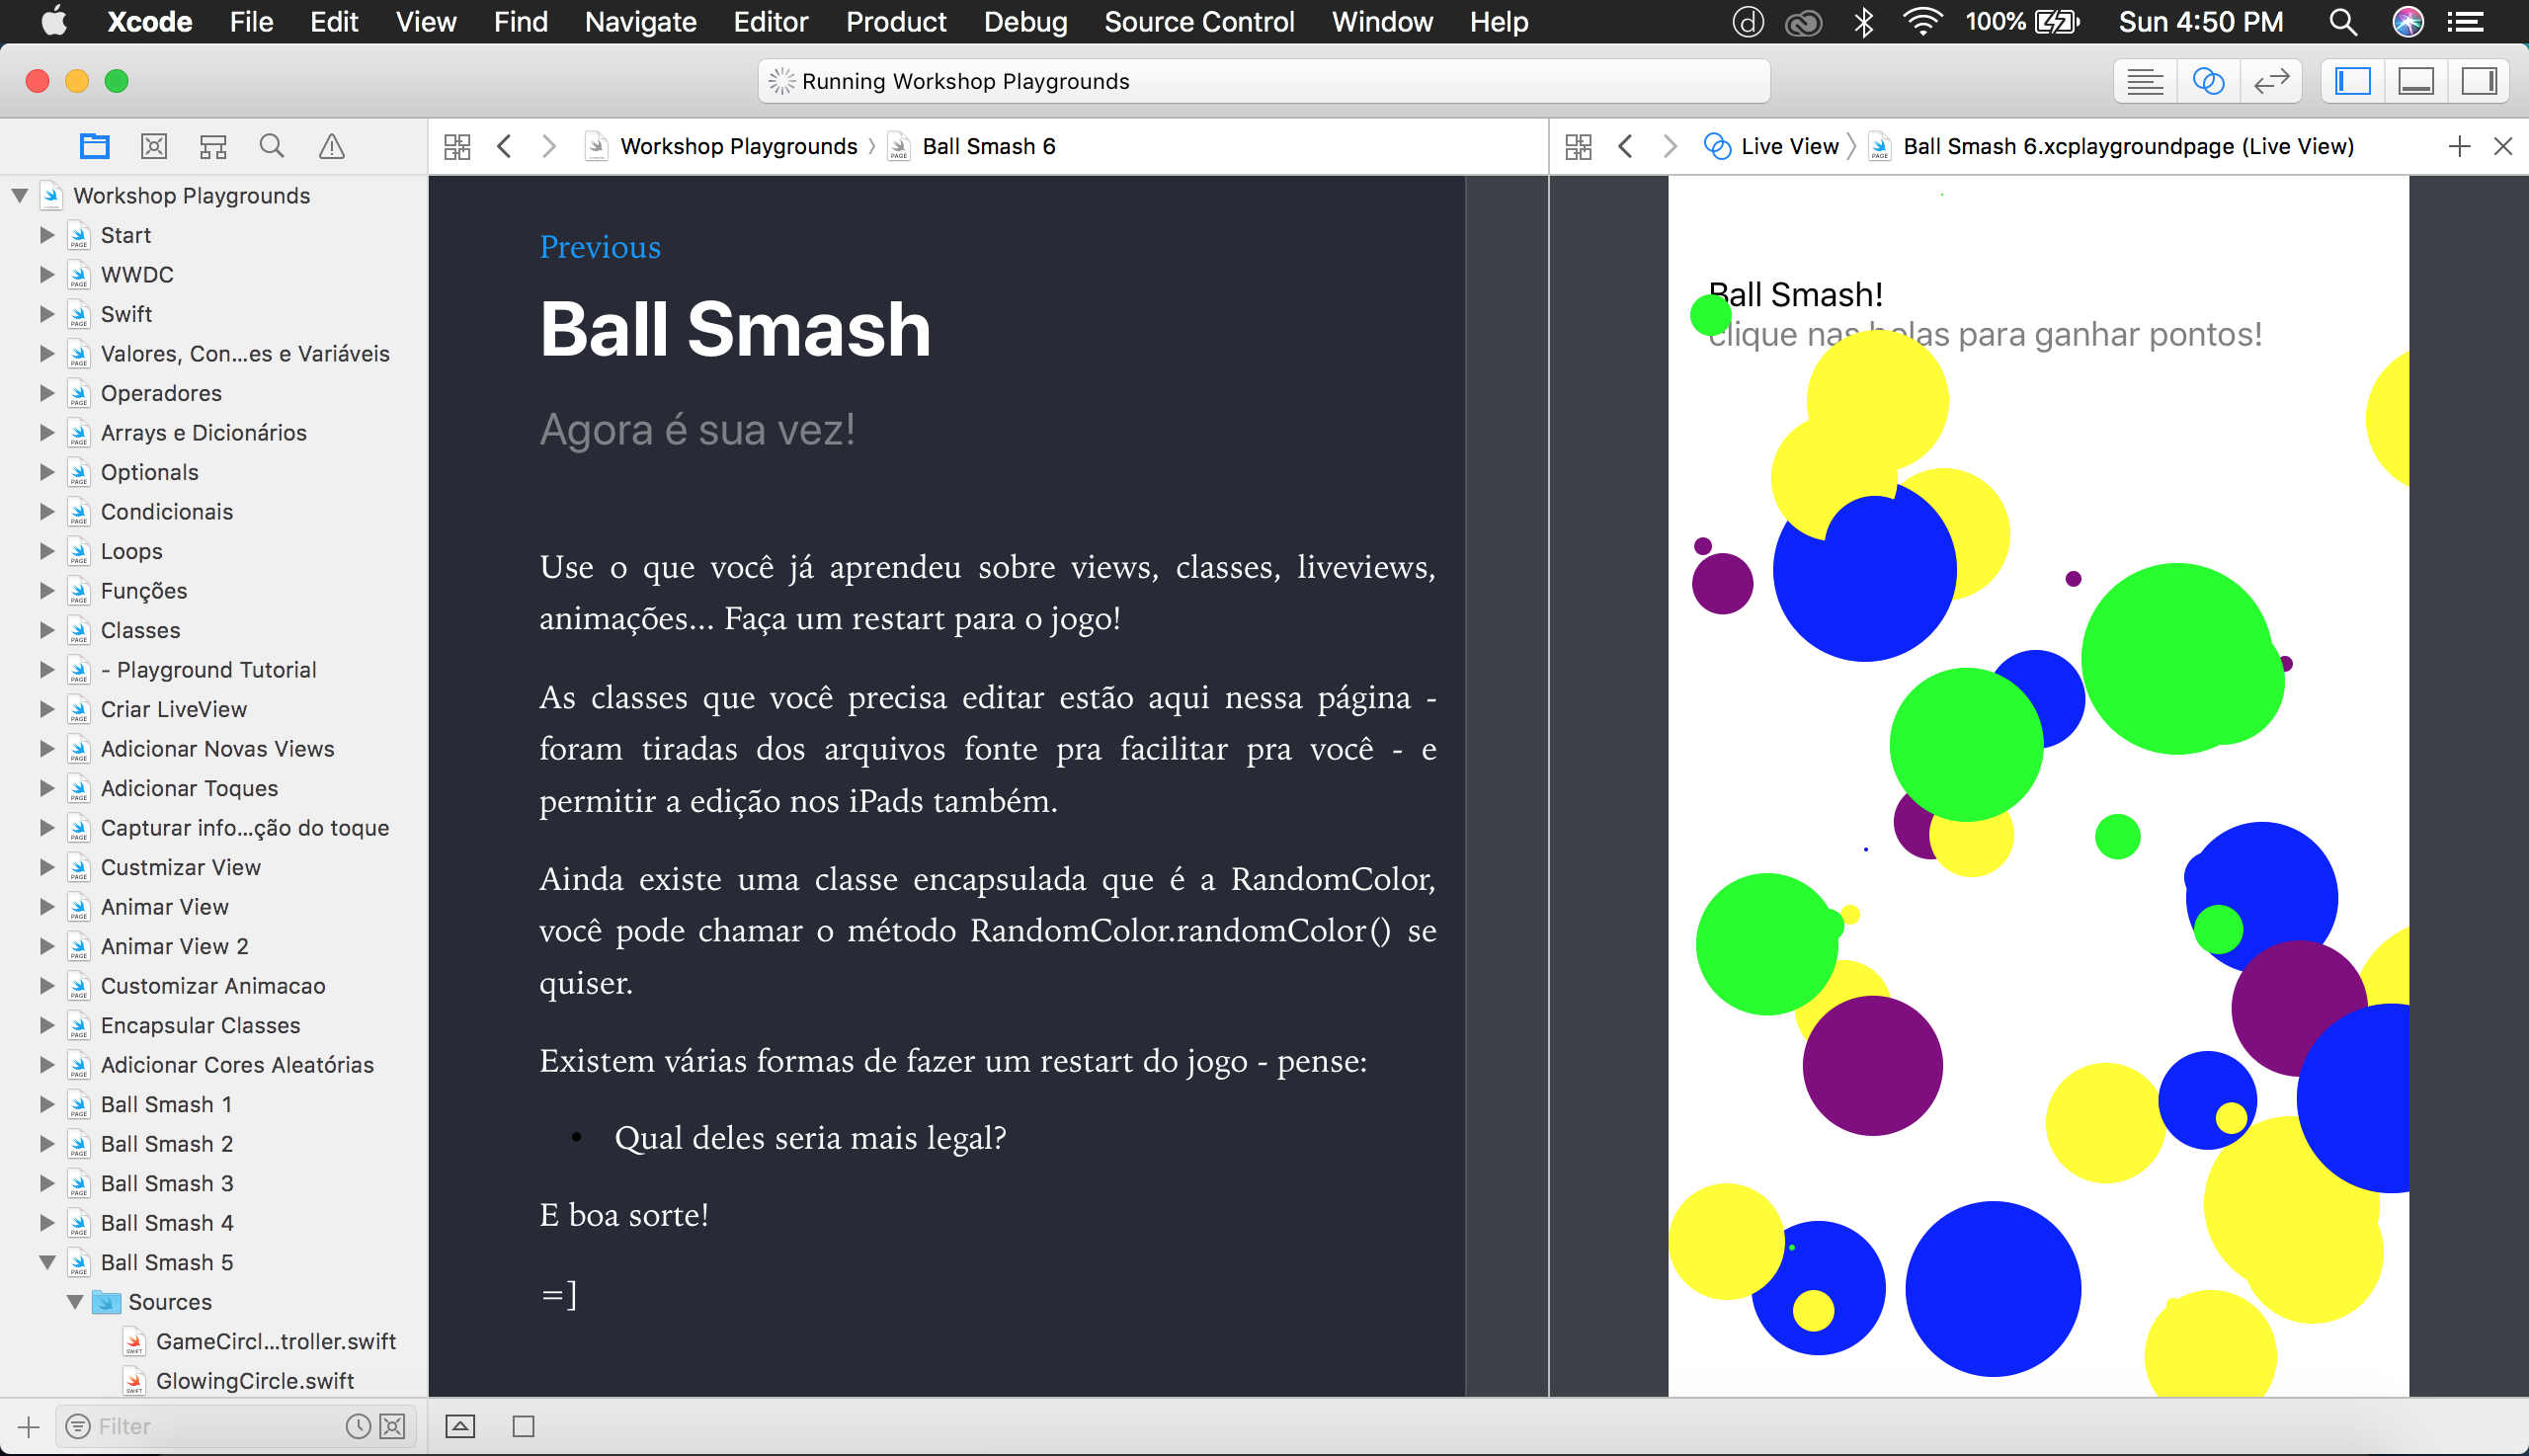 Xcode File Edit View Find Navigate Editor Product Debug Source Control Window Help 100% Sun 4:50 PM
Running Workshop Playgrounds
Workshop Playgrounds Ball Smash 6
Live View Ball Smash 6.xcplaygroundpage (Live View)
Workshop Playgrounds
Start
WWDC
Swift
Valores, Con...es e Variáveis
Operadores
Arrays e Dicionários
Optionals
Condicionais
Loops
Funções
Classes
- Playground Tutorial
Criar LiveView
Adicionar Novas Views
Adicionar Toques
Capturar info...ção do toque
Custmizar View
Animar View
Animar View 2
Customizar Animacao
Encapsular Classes
Adicionar Cores Aleatórias
Ball Smash 1
Ball Smash 2
Ball Smash 3
Ball Smash 4
Ball Smash 5
Sources
GameCircl...troller.swift
GlowingCircle.swift
Filter
Previous
Ball Smash
Agora é sua vez!
Use o que você já aprendeu sobre views, classes, liveviews,
animações... Faça um restart para o jogo!
As classes que você precisa editar estão aqui nessa página -
foram tiradas dos arquivos fonte pra facilitar pra você - e
permitir a edição nos iPads também.
Ainda existe uma classe encapsulada que é a RandomColor,
você pode chamar o método RandomColor.randomColor() se
quiser.
Existem várias formas de fazer um restart do jogo - pense:
• Qual deles seria mais legal?
E boa sorte!
=]
Ball Smash!
clique nas bolas para ganhar pontos!